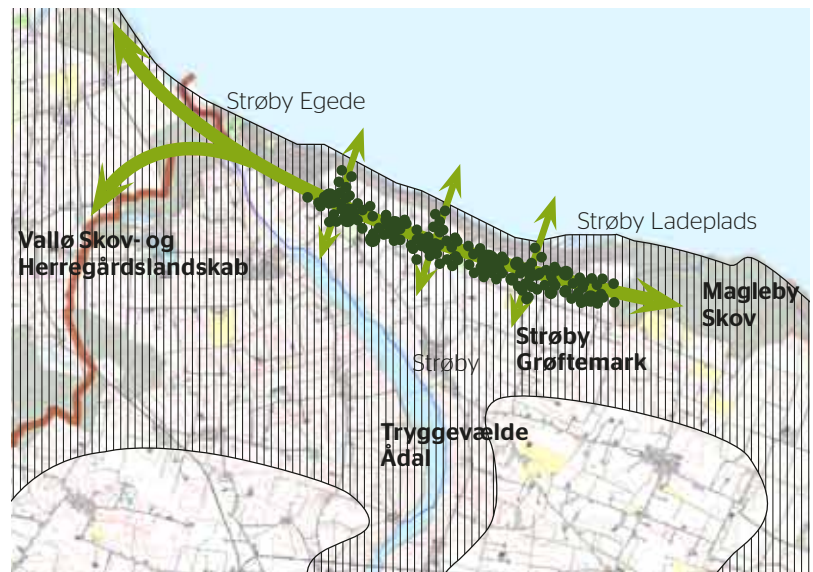 Strøby Egede
Strøby Ladeplads
Vallø Skov- og
Herregårdslandskab
Magleby
Skov
Strøby
Grøftemark
Strøby
Tryggevælde
Ådal